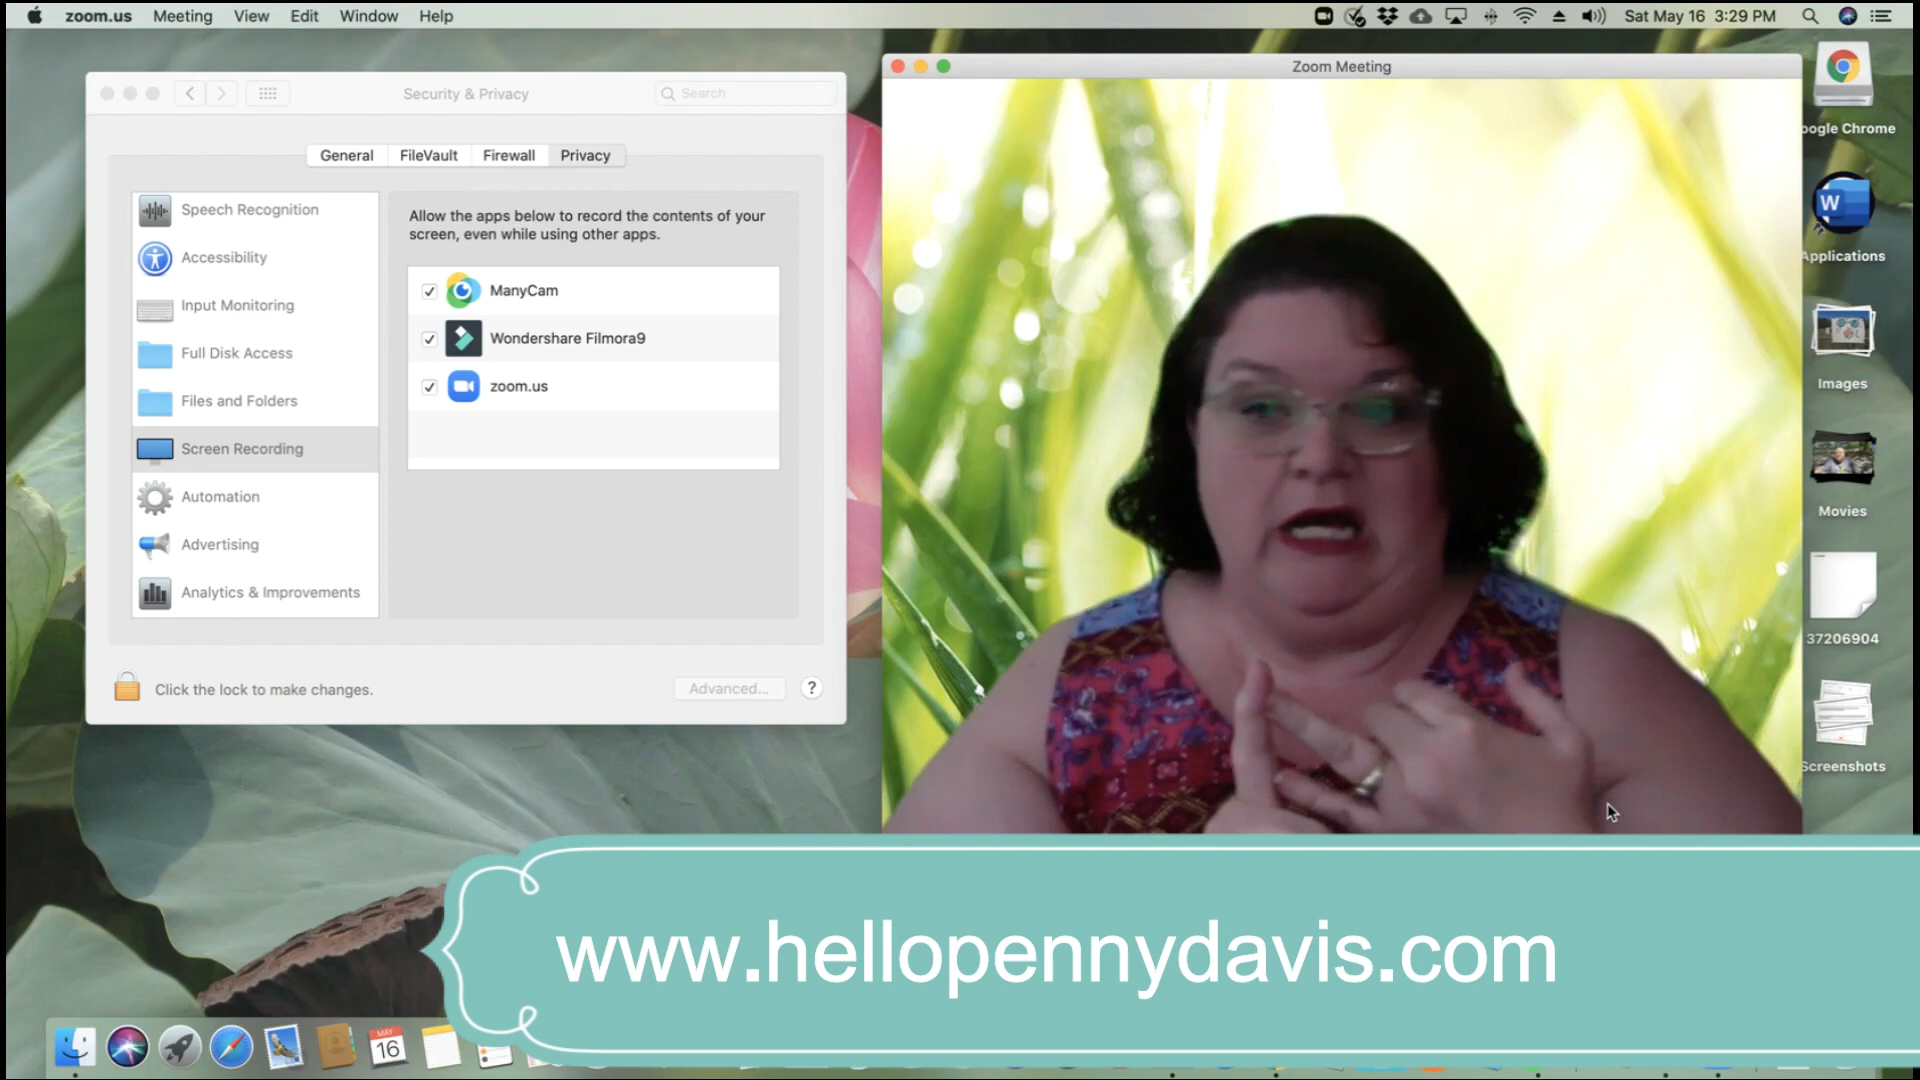 zoom.us Meeting View Edit Window Help
Sat May 16 3:29 PM
Security & Privacy
Search
General FileVault Firewall Privacy
Speech Recognition
Accessibility
Input Monitoring
Full Disk Access
Files and Folders
Screen Recording
Automation
Advertising
Analytics & Improvements
Allow the apps below to record the contents of your
screen, even while using other apps.
ManyCam
Wondershare Filmora9
zoom.us
Click the lock to make changes.
Advanced...
?
Zoom Meeting
oogle Chrome
W
Applications
Images
Movies
37206904
Screenshots
www.hellopennydavis.com
MAY
16